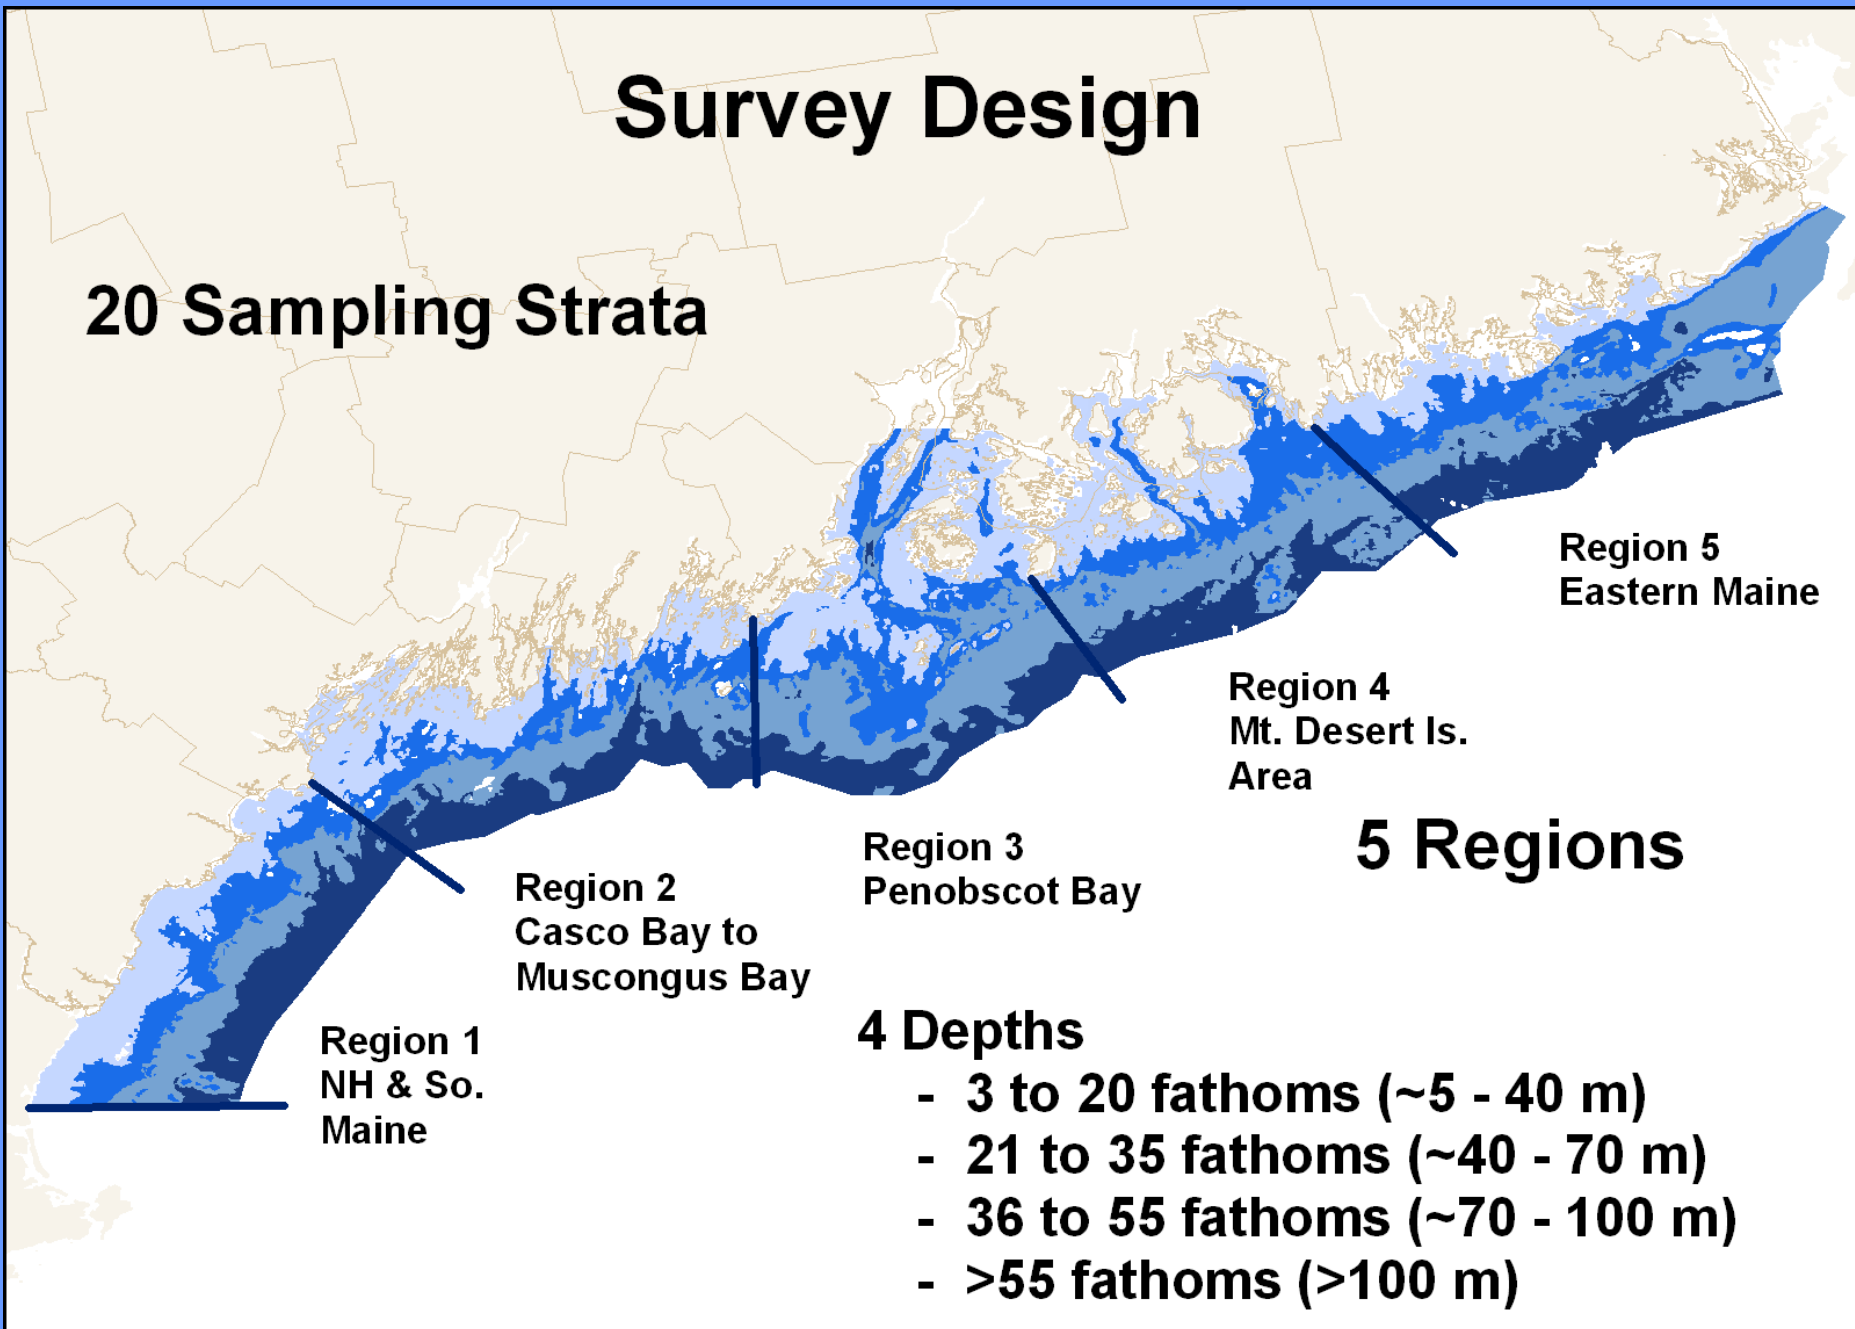 Survey Design
20 Sampling Strata
Region 5
Eastern Maine
Region 4
Mt. Desert Is.
Area
5 Regions
Region 3
Penobscot Bay
Region 2
Casco Bay to
Muscongus Bay
Region 1
NH & So.
Maine
4 Depths
- 3 to 20 fathoms (~5 - 40 m)
- 21 to 35 fathoms (~40 - 70 m)
- 36 to 55 fathoms (~70 - 100 m)
- >55 fathoms (>100 m)